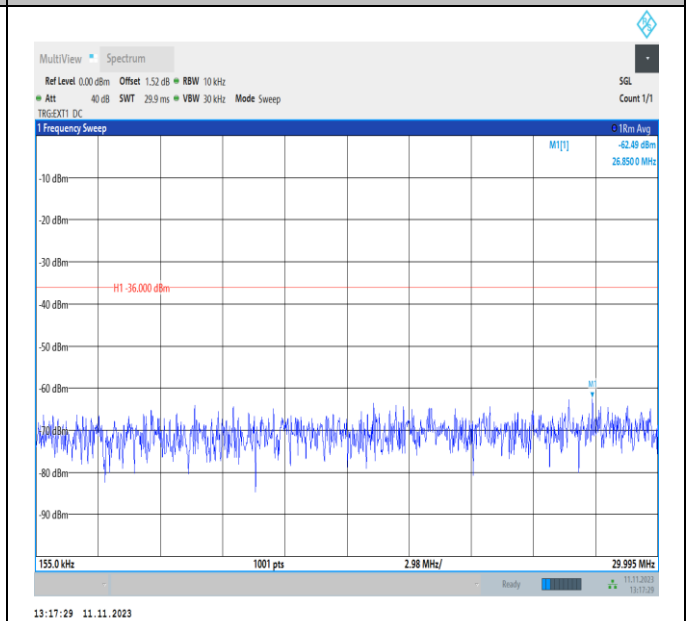 MultiView Spectrum
Ref Level 0.00 dBm Offset 1.52 dB RBW 10 kHz SGL
Att 40 dB SWT 29.9 ms VBW 30 kHz Mode Sweep Count 1/1
TRG:EXT1 DC
1 Frequency Sweep 1Rm Avg
M1[1] -62.49 dBm
26.850 0 MHz
-10 dBm
-20 dBm
-30 dBm
H1 -36.000 dBm
-40 dBm
-50 dBm
-60 dBm
M1
-70 dBm
-80 dBm
-90 dBm
155.0 kHz 1001 pts 2.98 MHz/ 29.995 MHz
Ready 11.11.2023
13:17:29
13:17:29 11.11.2023